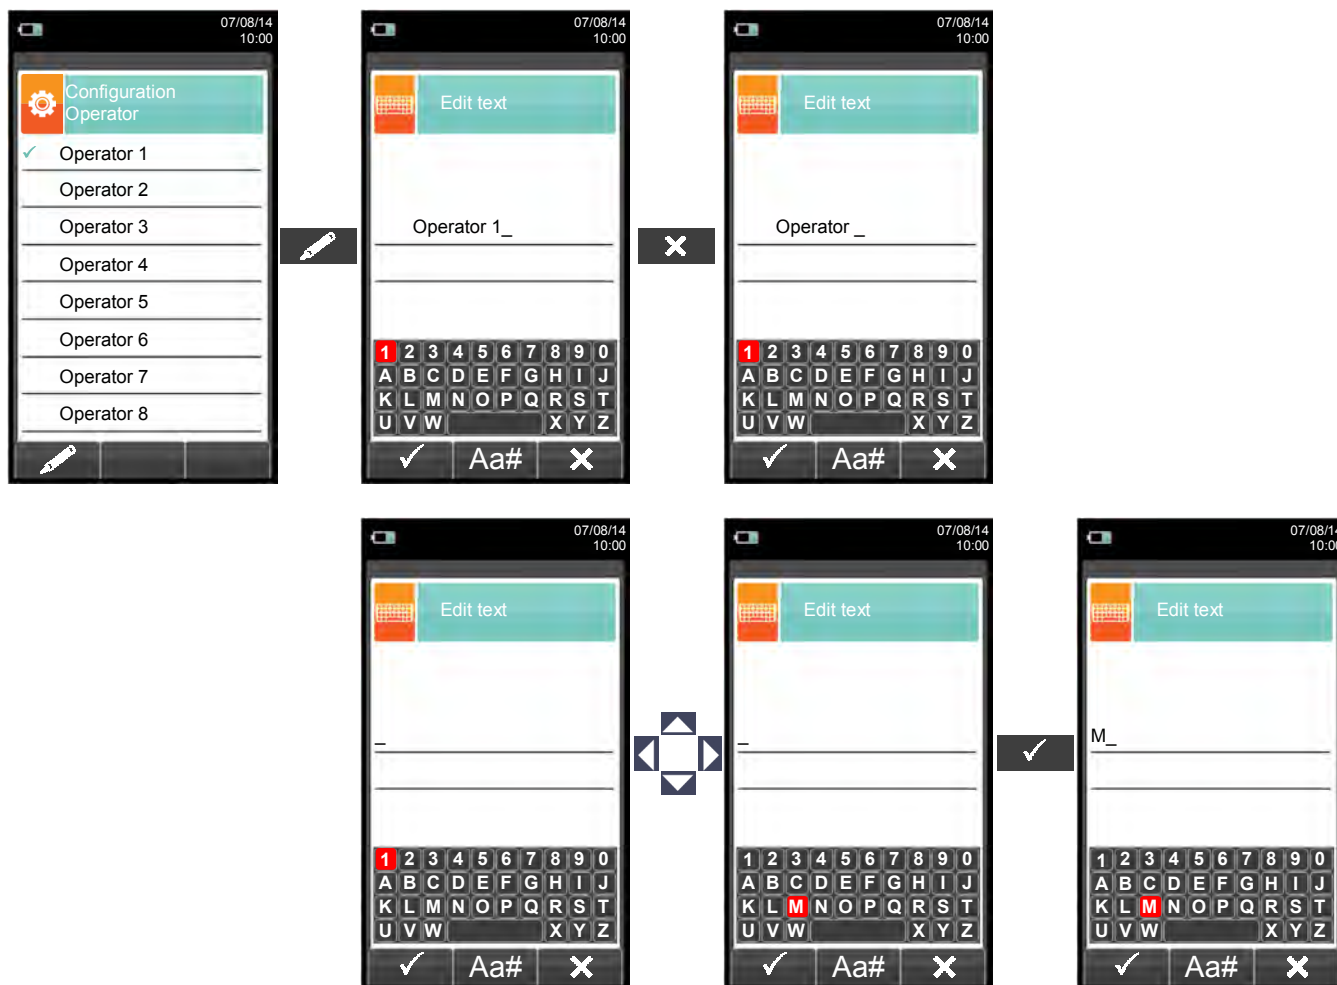 07/08/14
10:00
Configuration
Operator
Operator 1
Operator 2
Operator 3
Operator 4
Operator 5
Operator 6
Operator 7
Operator 8
07/08/14
10:00
Edit text
Operator 1_
1 2 3 4 5 6 7 8 9 0
A B C D E F G H I J
K L M N O P Q R S T
U V W X Y Z
Aa#
07/08/14
10:00
Edit text
Operator _
1 2 3 4 5 6 7 8 9 0
A B C D E F G H I J
K L M N O P Q R S T
U V W X Y Z
Aa#
07/08/14
10:00
Edit text
_
1 2 3 4 5 6 7 8 9 0
A B C D E F G H I J
K L M N O P Q R S T
U V W X Y Z
Aa#
07/08/14
10:00
Edit text
_
1 2 3 4 5 6 7 8 9 0
A B C D E F G H I J
K L M N O P Q R S T
U V W X Y Z
Aa#
07/08/14
10:00
Edit text
M_
1 2 3 4 5 6 7 8 9 0
A B C D E F G H I J
K L M N O P Q R S T
U V W X Y Z
Aa#